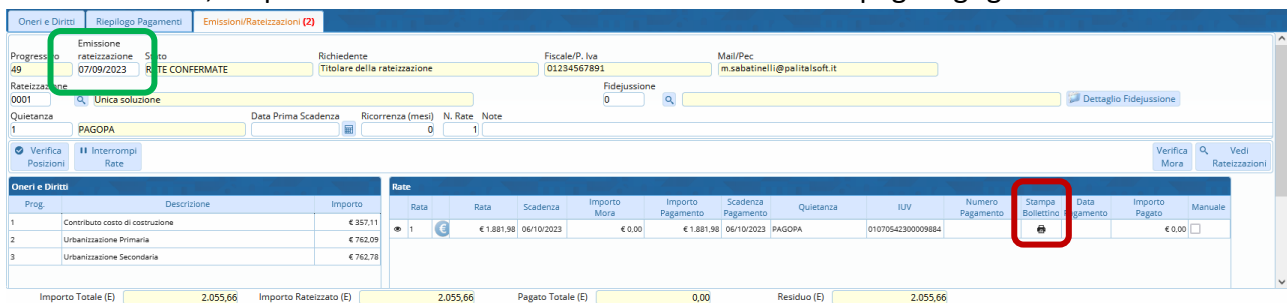 Oneri e Diritti Riepilogo Pagamenti Emissioni/Rateizzazioni (2)
Emissione
Progressivo rateizzazione Stato Richiedente Fiscale/P. Iva Mail/Pec
49 07/09/2023 RATE CONFERMATE Titolare della rateizzazione 01234567891 m.sabatinelli@palitalsoft.it
Rateizzazione Fidejussione
0001 Unica soluzione 0 Dettaglio Fidejussione
Quietanza Data Prima Scadenza Ricorrenza (mesi) N. Rate Note
1 PAGOPA 0 1
Verifica Posizioni Interrompi Rate Verifica Mora Vedi Rateizzazioni
Oneri e Diritti Rate
Prog. Descrizione Importo Rata Rata Scadenza Importo Mora Importo Pagamento Scadenza Pagamento Quietanza IUV Numero Pagamento Stampa Bollettino Data Pagamento Importo Pagato Manuale
1 Contributo costo di costruzione € 357,11 1 € 1.881,98 06/10/2023 € 0,00 € 1.881,98 06/10/2023 PAGOPA 01070542300009884 € 0,00
2 Urbanizzazione Primaria € 762,09
3 Urbanizzazione Secondaria € 762,78
Importo Totale (E) 2.055,66 Importo Rateizzato (E) 2.055,66 Pagato Totale (E) 0,00 Residuo (E) 2.055,66